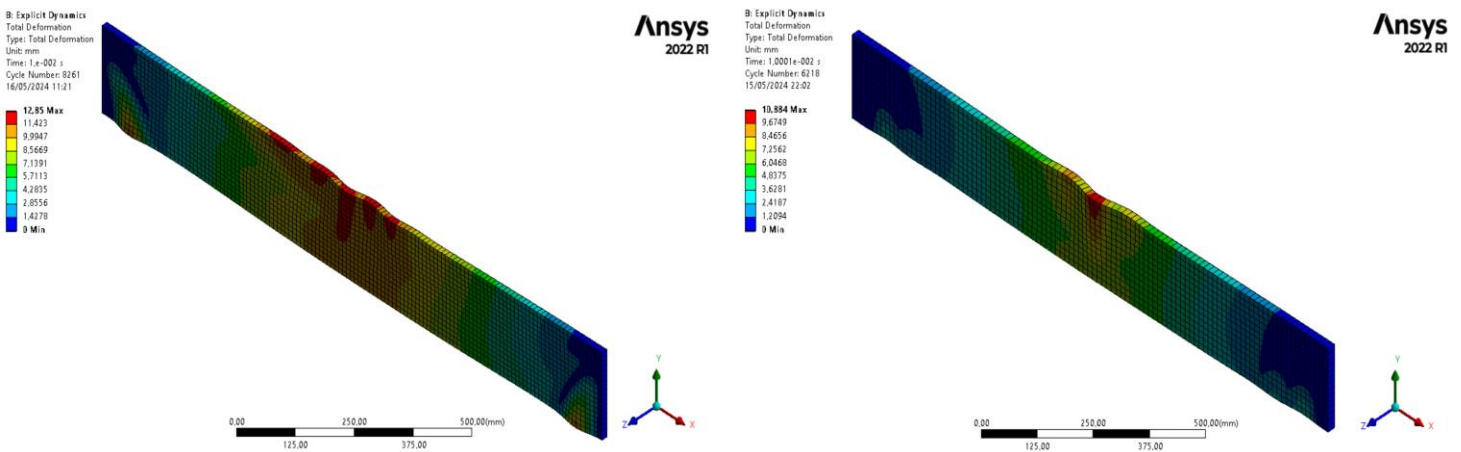 B: Explicit Dynamics
Total Deformation
Type: Total Deformation
Unit: mm
Time: 1,e-002 s
Cycle Number: 8261
16/05/2024 11:21
12,85 Max
11,423
9,9947
8,5669
7,1391
5,7113
4,2835
2,8556
1,4278
0 Min
Ansys
2022 R1
0,00
250,00
500,00(mm)
125,00
375,00
Y
Z
X
B: Explicit Dynamics
Total Deformation
Type: Total Deformation
Unit: mm
Time: 1,0001e-002 s
Cycle Number: 6218
15/05/2024 22:02
10,884 Max
9,6749
8,4656
7,2562
6,0468
4,8375
3,6281
2,4187
1,2094
0 Min
Ansys
2022 R1
0,00
250,00
500,00(mm)
125,00
375,00
Y
Z
X